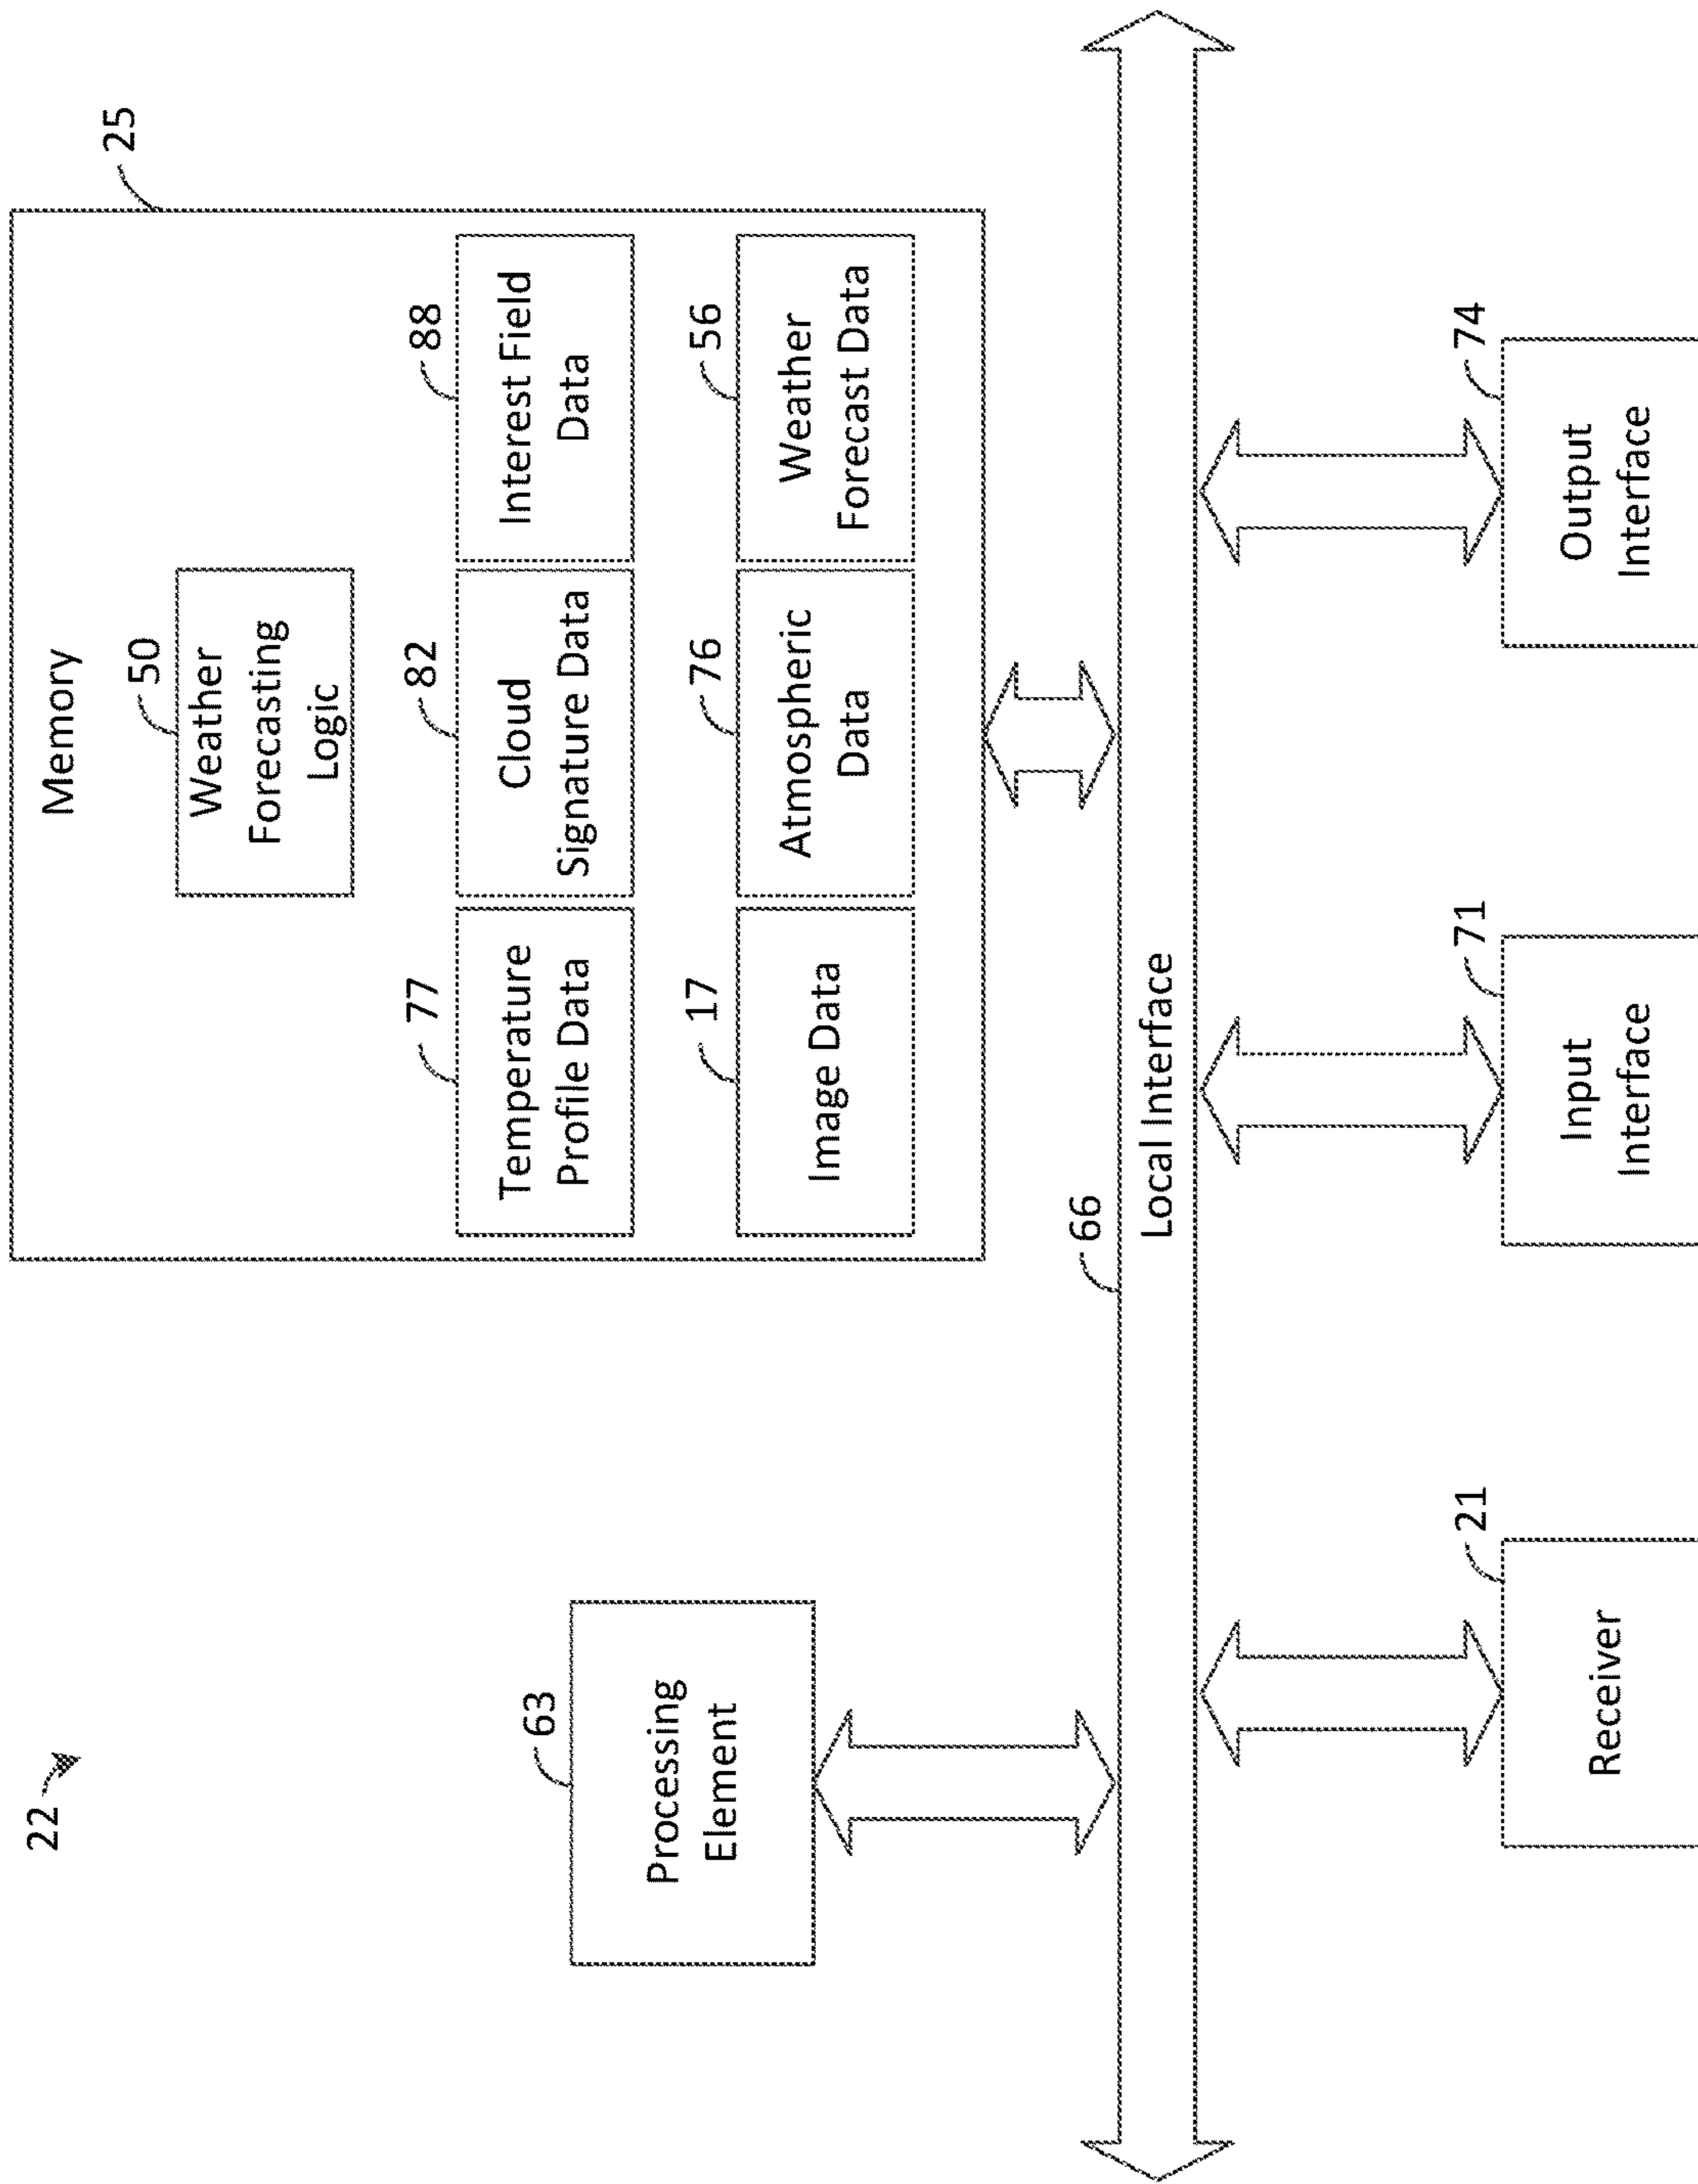 22
25
Memory
50
Weather
Forecasting
Logic
77
Temperature
Profile Data
82
Cloud
Signature Data
88
Interest Field
Data
17
Image Data
76
Atmospheric
Data
56
Weather
Forecast Data
63
Processing
Element
66
Local Interface
21
Receiver
71
Input
Interface
74
Output
Interface